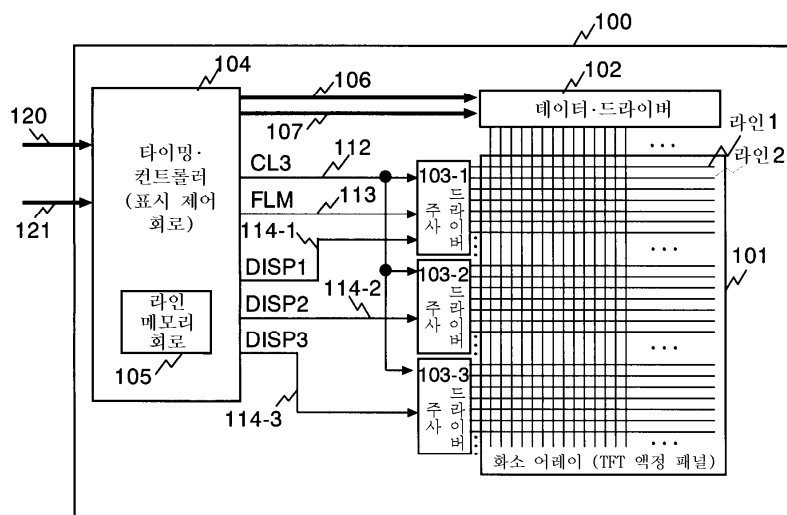 100
104
106
102
120
데이터·드라이버
107
라인1
타이밍·
컨트롤러
(표시 제어
회로)
CL3
112
라인2
103-1
주사
드라이버
FLM
113
121
114-1
101
DISP1
103-2
주사
드라이버
DISP2
114-2
라인
메모리
회로
DISP3
105
103-3
주사
드라이버
114-3
화소 어레이 (TFT 액정 패널)